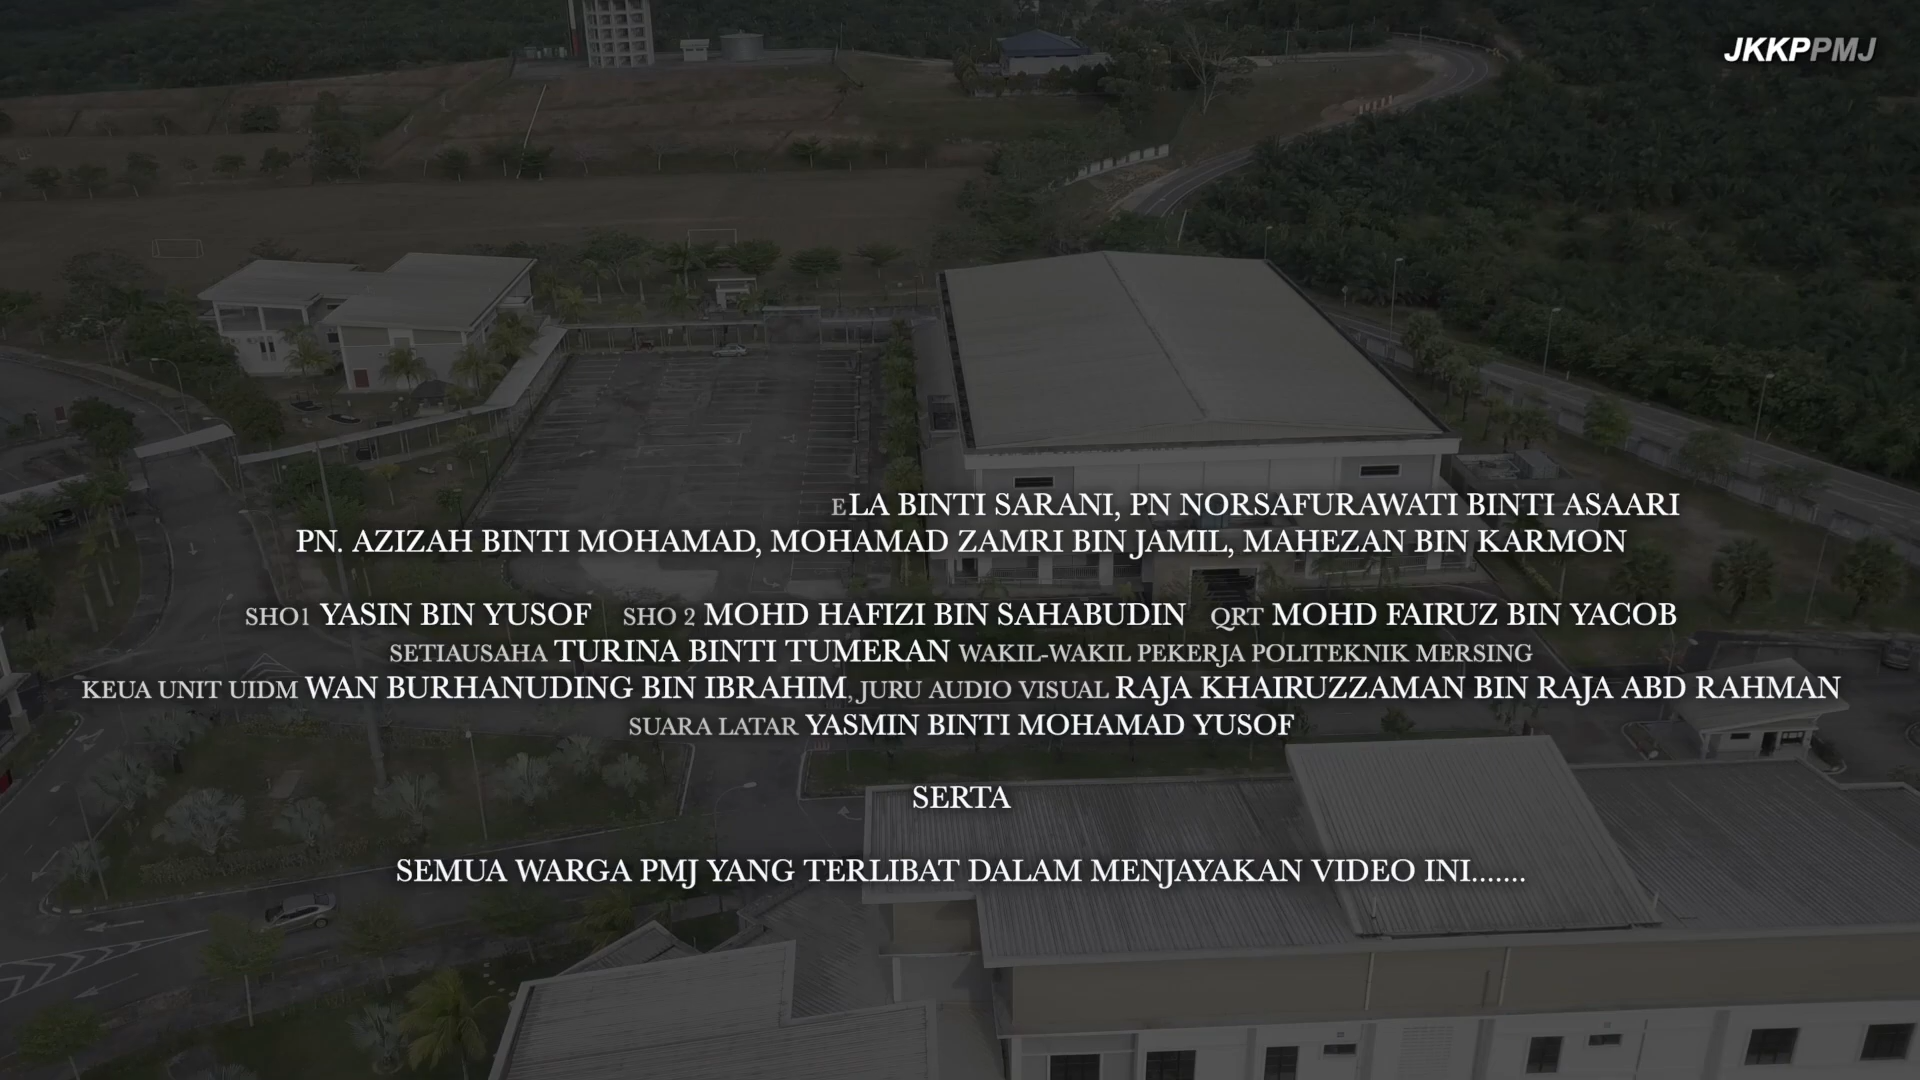 JKKPPMJ
ELA BINTI SARANI, PN NORSAFURAWATI BINTI ASAARI
PN. AZIZAH BINTI MOHAMAD, MOHAMAD ZAMRI BIN JAMIL, MAHEZAN BIN KARMON
SHO1 YASIN BIN YUSOF SHO 2 MOHD HAFIZI BIN SAHABUDIN QRT MOHD FAIRUZ BIN YACOB
SETIAUSAHA TURINA BINTI TUMERAN WAKIL-WAKIL PEKERJA POLITEKNIK MERSING
KEUA UNIT UIDM WAN BURHANUDING BIN IBRAHIM, JURU AUDIO VISUAL RAJA KHAIRUZZAMAN BIN RAJA ABD RAHMAN
SUARA LATAR YASMIN BINTI MOHAMAD YUSOF
SERTA
SEMUA WARGA PMJ YANG TERLIBAT DALAM MENJAYAKAN VIDEO INI.......